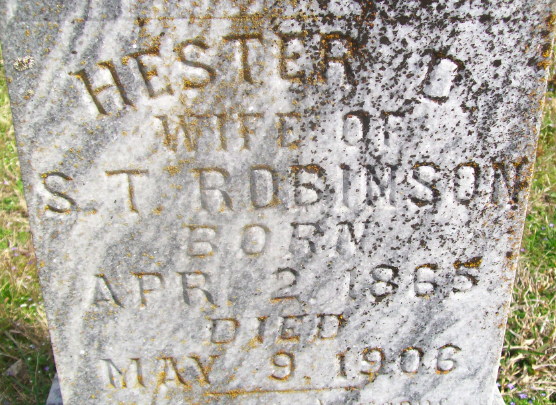 HESTER D.
WIFE OF
S. T. ROBINSON
BORN
APR. 2, 1865
DIED
MAY 9, 1906